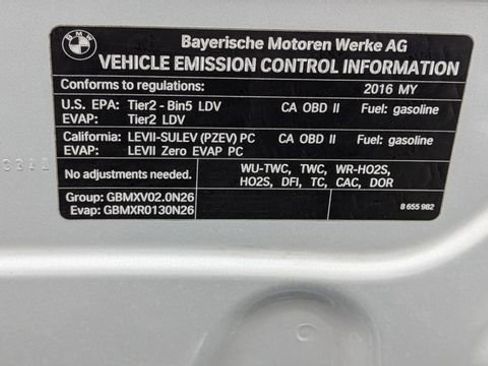 BMW
Bayerische Motoren Werke AG
VEHICLE EMISSION CONTROL INFORMATION
Conforms to regulations: 2016 MY
U.S. EPA: Tier2 - Bin5 LDV CA OBD II Fuel: gasoline
EVAP: Tier2 LDV
California: LEVII-SULEV (PZEV) PC CA OBD II Fuel: gasoline
EVAP: LEVII Zero EVAP PC
No adjustments needed.
WU-TWC, TWC, WR-HO2S,
HO2S, DFI, TC, CAC, DOR
Group: GBMXV02.0N26
Evap: GBMXR0130N26
8 655 982